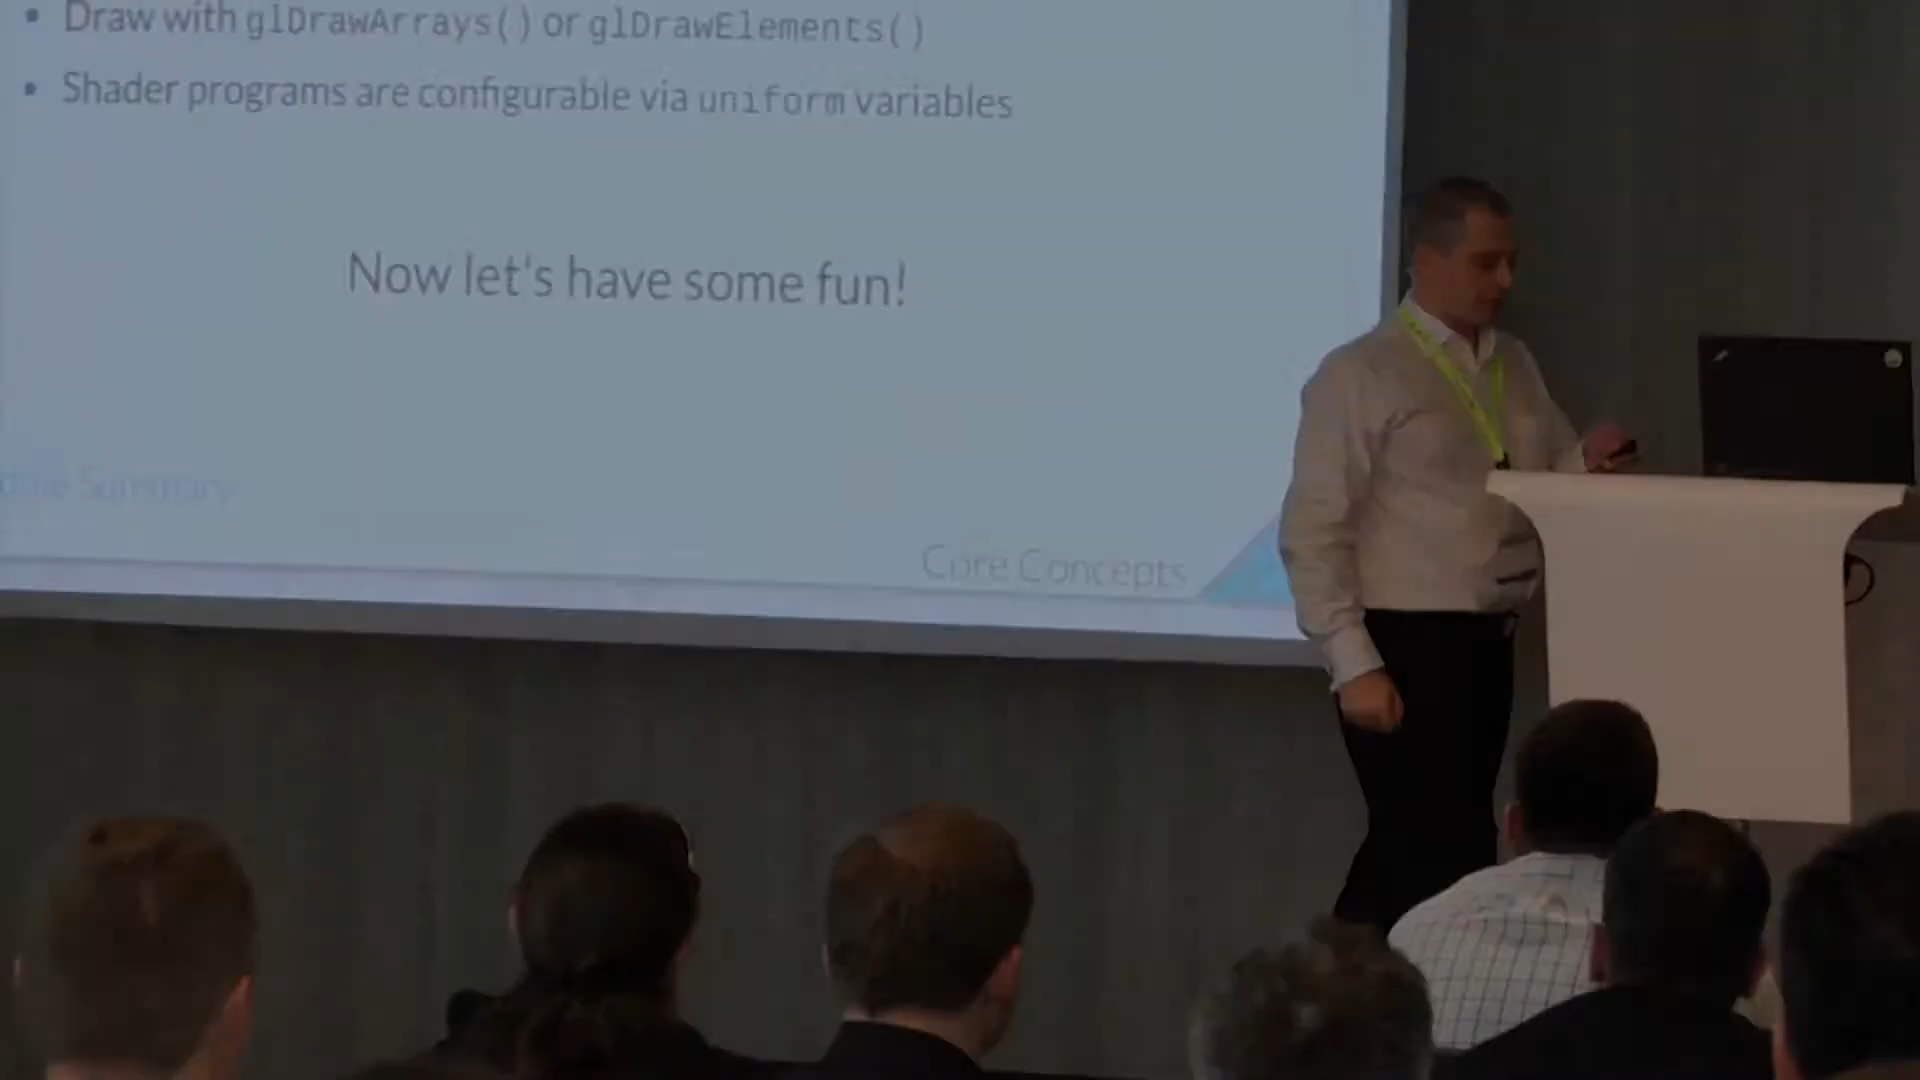 • Draw with glDrawArrays() or glDrawElements()
• Shader programs are configurable via uniform variables
Now let's have some fun!
Summary
Core Concepts